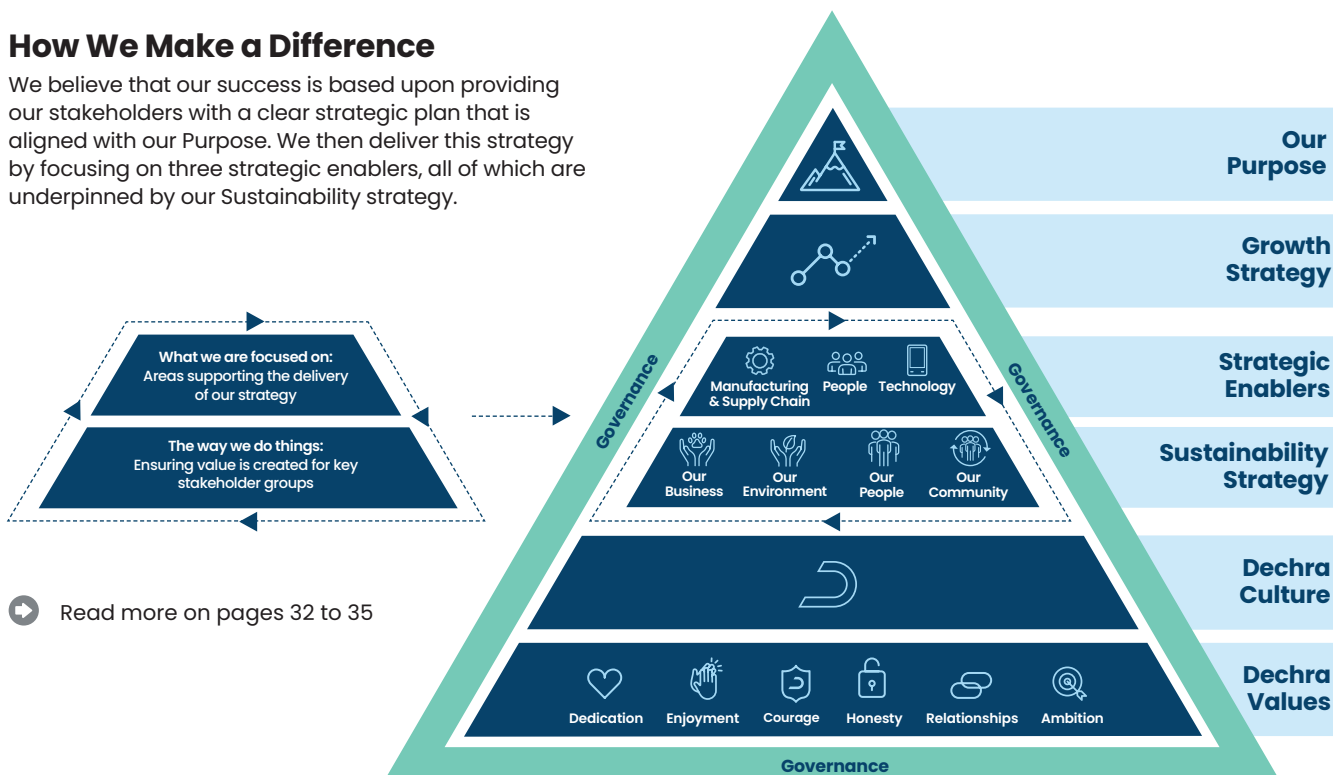 How We Make a Difference
We believe that our success is based upon providing
our stakeholders with a clear strategic plan that is
aligned with our Purpose. We then deliver this strategy
by focusing on three strategic enablers, all of which are
underpinned by our Sustainability strategy.
What we are focused on:
Areas supporting the delivery
of our strategy
The way we do things:
Ensuring value is created for key
stakeholder groups
Read more on pages 32 to 35
Our
Purpose
Growth
Strategy
Governance
Governance
Manufacturing
& Supply Chain
People
Technology
Strategic
Enablers
Our
Business
Our
Environment
Our
People
Our
Community
Sustainability
Strategy
Dechra
Culture
Dedication
Enjoyment
Courage
Honesty
Relationships
Ambition
Dechra
Values
Governance